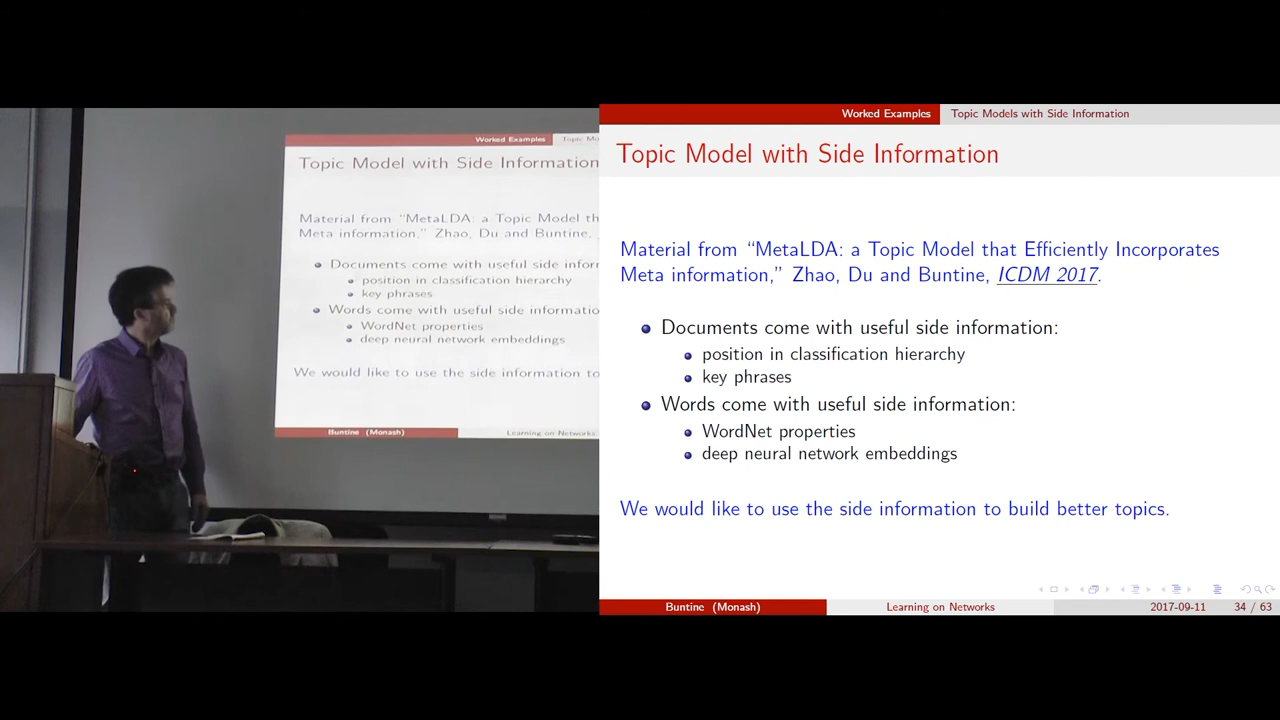 Worked Examples Topic Mo
Topic Model with Side Information
Material from “MetaLDA: a Topic Model th
Meta information,” Zhao, Du and Buntine,
Documents come with useful side infor
position in classification hierarchy
key phrases
Words come with useful side informatio
WordNet properties
deep neural network embeddings
We would like to use the side information to
Buntine (Monash) Learning on Networks
Worked Examples Topic Models with Side Information
Topic Model with Side Information
Material from “MetaLDA: a Topic Model that Efficiently Incorporates
Meta information,” Zhao, Du and Buntine, ICDM 2017.
Documents come with useful side information:
position in classification hierarchy
key phrases
Words come with useful side information:
WordNet properties
deep neural network embeddings
We would like to use the side information to build better topics.
Buntine (Monash) Learning on Networks 2017-09-11 34 / 63